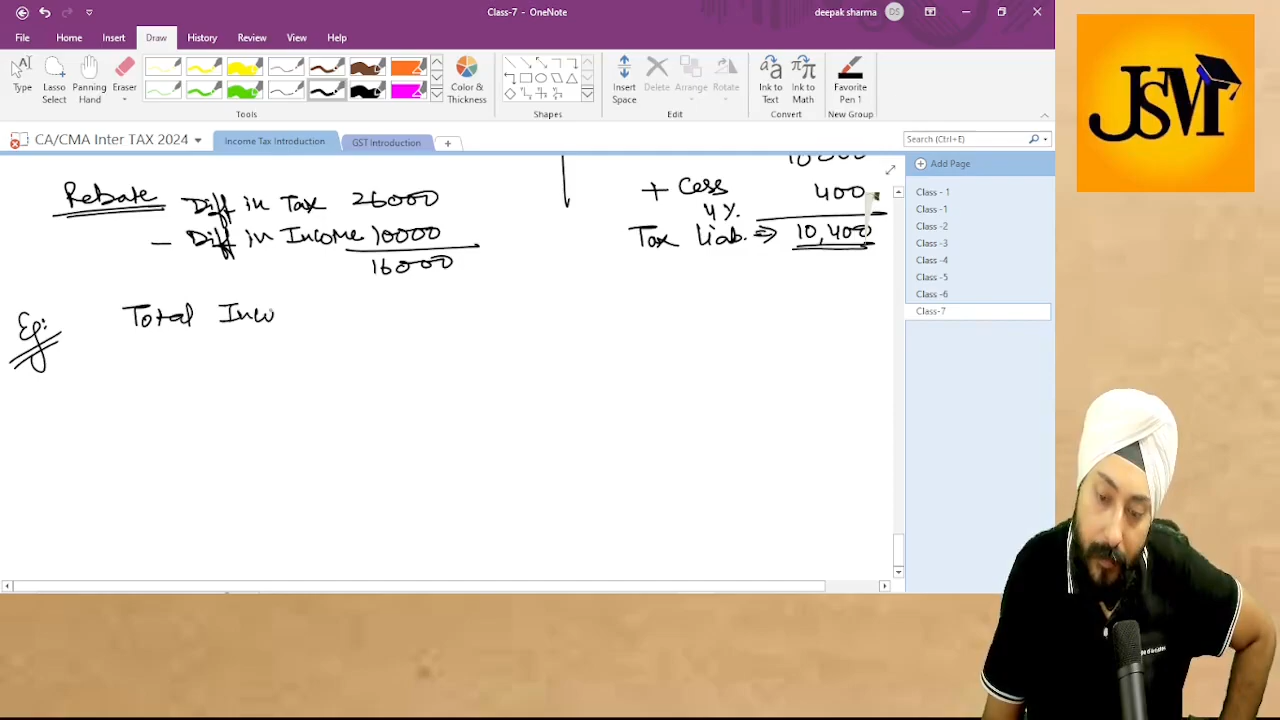 Class-7 - OneNote
deepak sharma
DS
File Home Insert Draw History Review View Help
Type
Lasso Select
Panning Hand
Eraser
Color & Thickness
Insert Space
Delete
Arrange
Rotate
Ink to Text
Ink to Math
Favorite Pen 1
Tools
Shapes
Edit
Convert
New Group
CA/CMA Inter TAX 2024
Income Tax Introduction
GST Introduction
Search (Ctrl+E)
Add Page
Class - 1
Class -1
Class -2
Class -3
Class -4
Class -5
Class -6
Class-7
Rebate Diff in Tax 26000
— Diff in Income 10000
16000
10000
+ Cess 400
4%
Tax liab. ⇒ 10,400
Eg: Total Inco
JSM